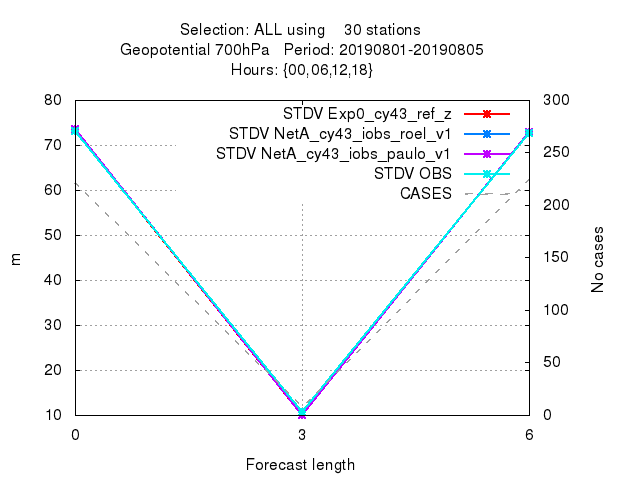 Selection: ALL using 30 stations
Geopotential 700hPa Period: 20190801-20190805
Hours: {00,06,12,18}
80 300
STDV Exp0_cy43_ref_z
STDV NetA_cy43_iobs_roel_v1
70 250
STDV NetA_cy43_iobs_paulo_v1
STDV OBS
60 CASES 200
50 150
m No cases
40 100
30
20 50
10 0
0 3 6
Forecast length